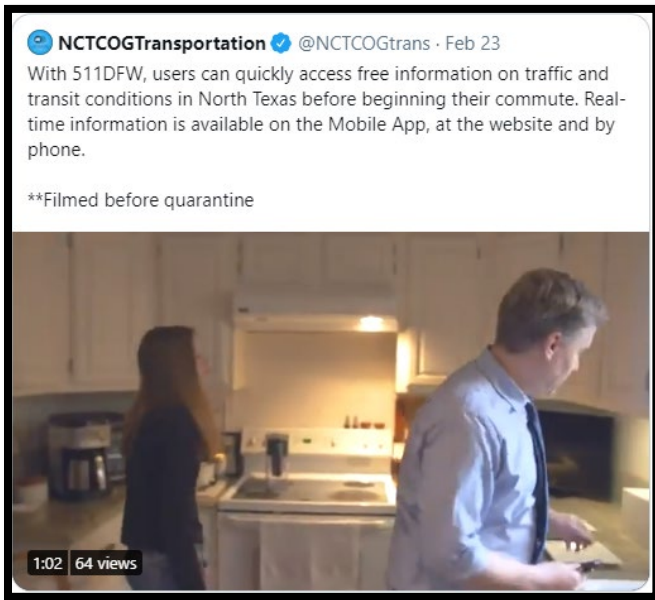 NCTCOGTransportation @NCTCOGtrans · Feb 23
With 511DFW, users can quickly access free information on traffic and
transit conditions in North Texas before beginning their commute. Real-
time information is available on the Mobile App, at the website and by
phone.
**Filmed before quarantine
1:02 64 views